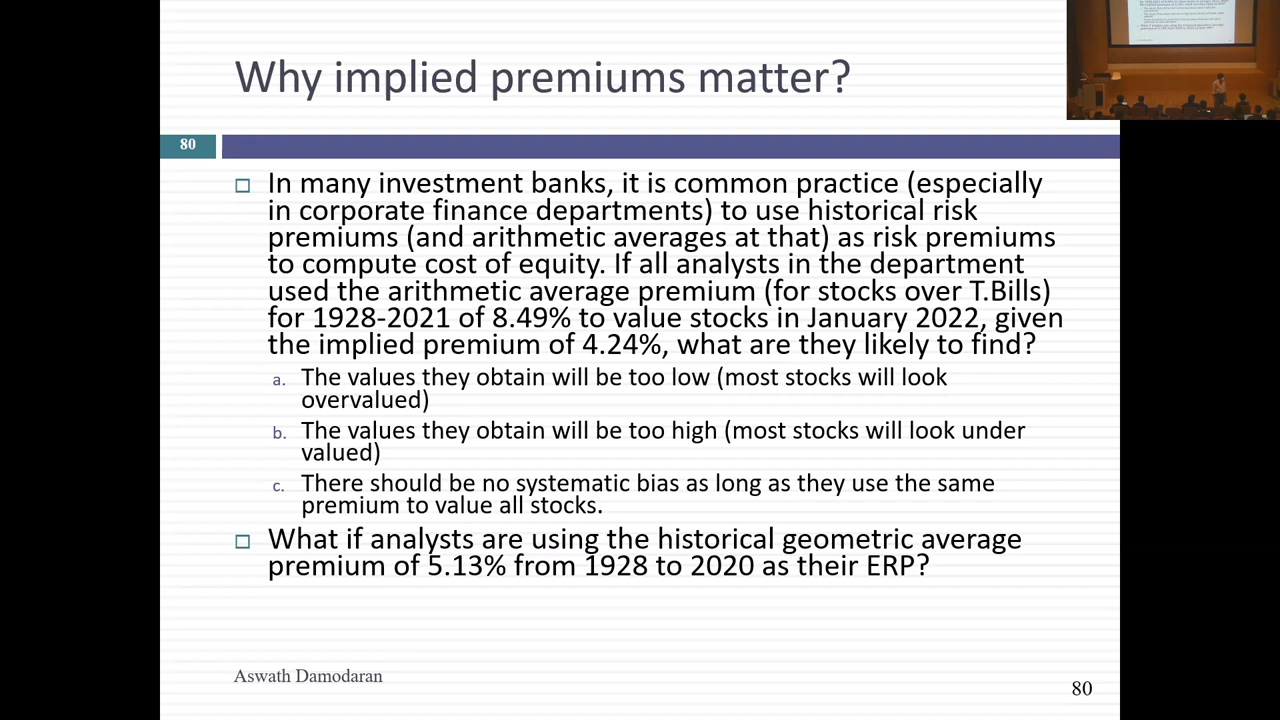 Why implied premiums matter?
80
In many investment banks, it is common practice (especially
in corporate finance departments) to use historical risk
premiums (and arithmetic averages at that) as risk premiums
to compute cost of equity. If all analysts in the department
used the arithmetic average premium (for stocks over T.Bills)
for 1928-2021 of 8.49% to value stocks in January 2022, given
the implied premium of 4.24%, what are they likely to find?
a. The values they obtain will be too low (most stocks will look
overvalued)
b. The values they obtain will be too high (most stocks will look under
valued)
c. There should be no systematic bias as long as they use the same
premium to value all stocks.
What if analysts are using the historical geometric average
premium of 5.13% from 1928 to 2020 as their ERP?
Aswath Damodaran
80